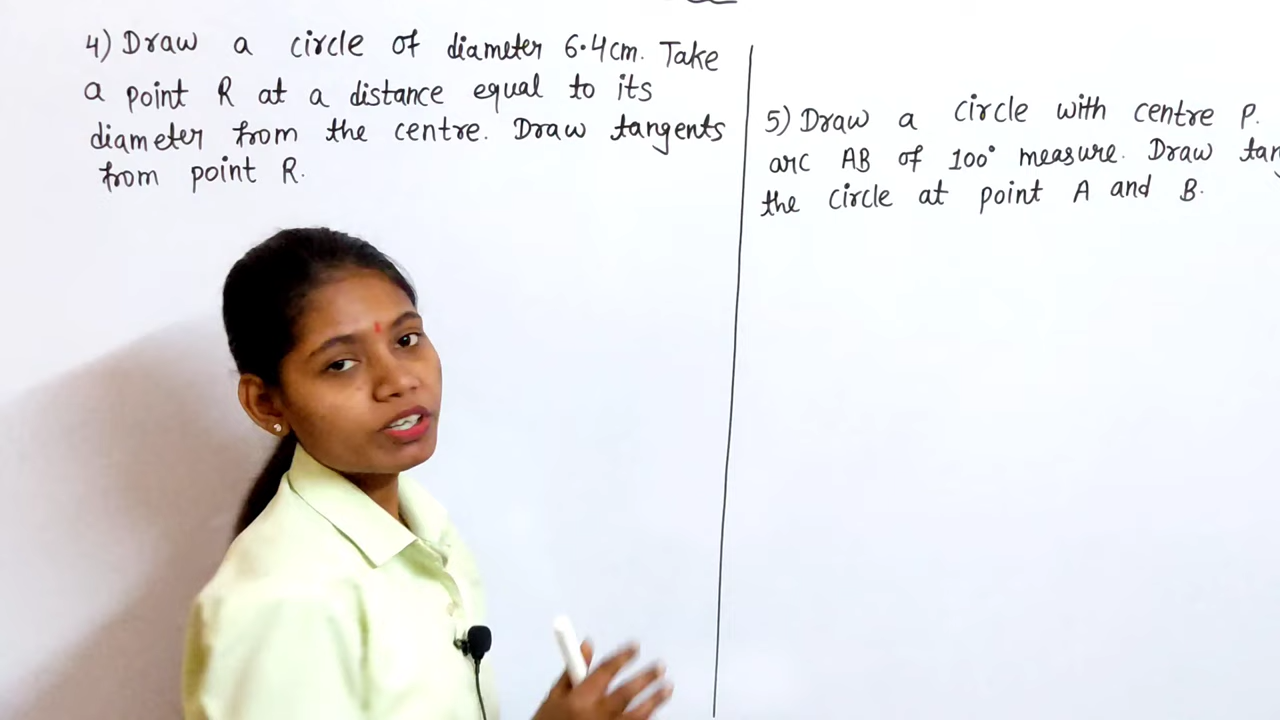 4) Draw a circle of diameter 6.4cm. Take
a point R at a distance equal to its
diameter from the centre. Draw tangents
from point R.
5) Draw a circle with centre P.
arc AB of 100° measure. Draw
the circle at point A and B.